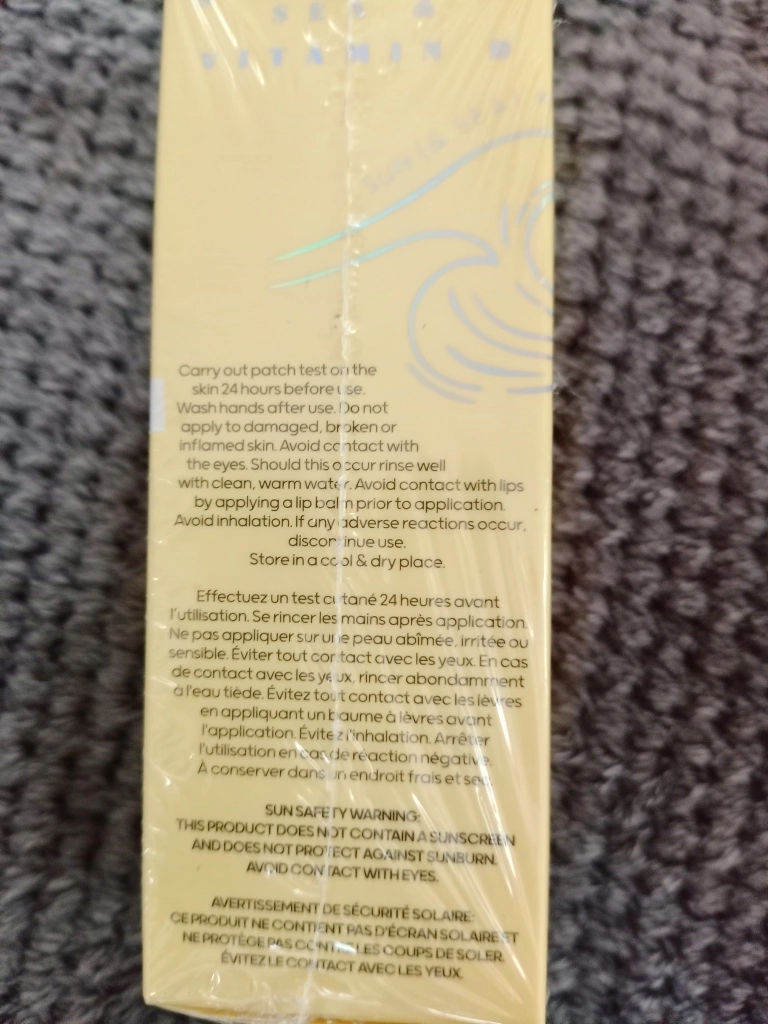 VITAMIN D
Carry out patch test on the
skin 24 hours before use.
Wash hands after use. Do not
apply to damaged, broken or
inflamed skin. Avoid contact with
the eyes. Should this occur rinse well
with clean, warm water. Avoid contact with lips
by applying a lip balm prior to application.
Avoid inhalation. If any adverse reactions occur,
discontinue use.
Store in a cool & dry place.
Effectuez un test cutané 24 heures avant
l'utilisation. Se rincer les mains après application.
Ne pas appliquer sur une peau abîmée, irritée ou
sensible. Éviter tout contact avec les yeux. En cas
de contact avec les yeux, rincer abondamment
à l'eau tiède. Évitez tout contact avec les lèvres
en appliquant un baume à lèvres avant
l'application. Évitez l'inhalation. Arrêter
l'utilisation en cas de réaction négative.
À conserver dans un endroit frais et sec.
SUN SAFETY WARNING:
THIS PRODUCT DOES NOT CONTAIN A SUNSCREEN
AND DOES NOT PROTECT AGAINST SUNBURN.
AVOID CONTACT WITH EYES.
AVERTISSEMENT DE SÉCURITÉ SOLAIRE:
CE PRODUIT NE CONTIENT PAS D'ÉCRAN SOLAIRE ET
NE PROTÈGE PAS CONTRE LES COUPS DE SOLEIL.
ÉVITEZ LE CONTACT AVEC LES YEUX.